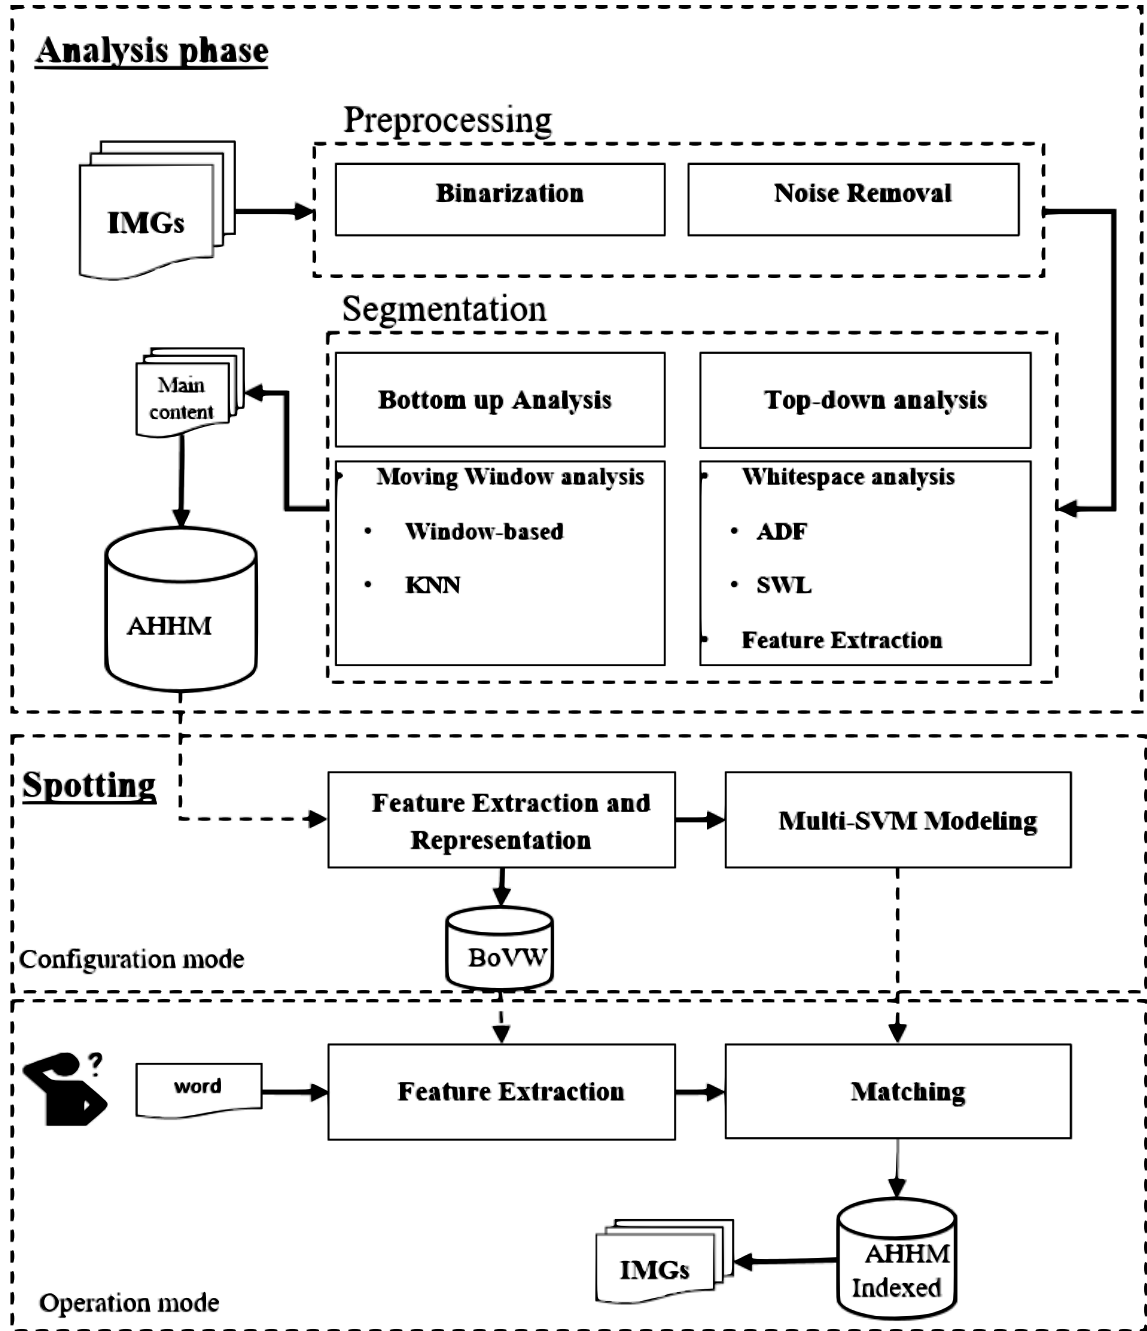 Analysis phase
Preprocessing
IMGs
Binarization
Noise Removal
Segmentation
Main
content
Bottom up Analysis
Top-down analysis
• Moving Window analysis
• Window-based
• KNN
• Whitespace analysis
• ADF
• SWL
• Feature Extraction
AHHM
Spotting
Feature Extraction and
Representation
Multi-SVM Modeling
BoVW
Configuration mode
?
word
Feature Extraction
Matching
IMGs
AHHM
Indexed
Operation mode